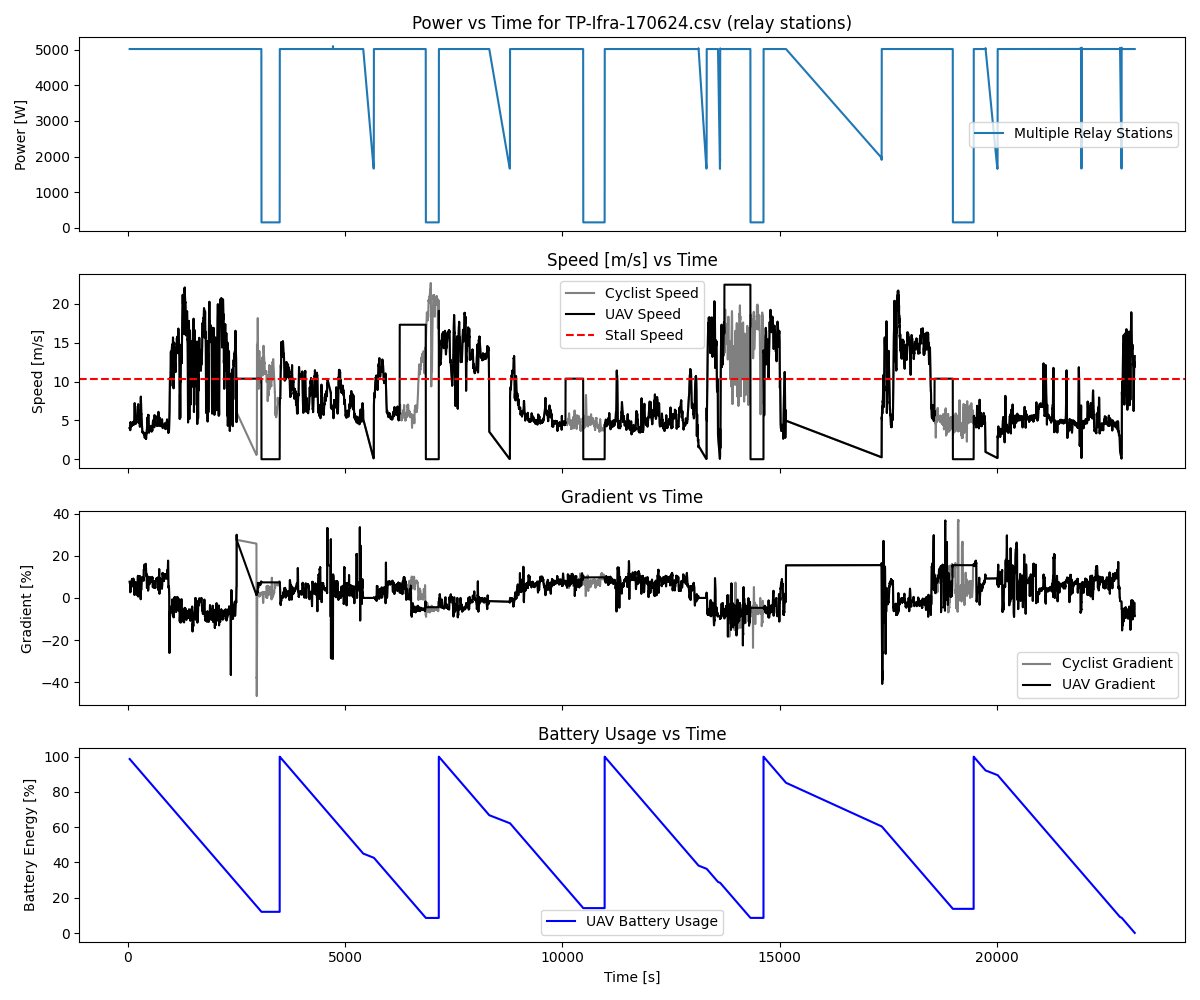 Power vs Time for TP-Ifra-170624.csv (relay stations)
Power [W]
5000
4000
3000
2000
1000
0
Multiple Relay Stations
Speed [m/s] vs Time
Speed [m/s]
20
15
10
5
0
Cyclist Speed
UAV Speed
Stall Speed
Gradient vs Time
Gradient [%]
40
20
0
−20
−40
Cyclist Gradient
UAV Gradient
Battery Usage vs Time
Battery Energy [%]
100
80
60
40
20
0
UAV Battery Usage
0 5000 10000 15000 20000
Time [s]